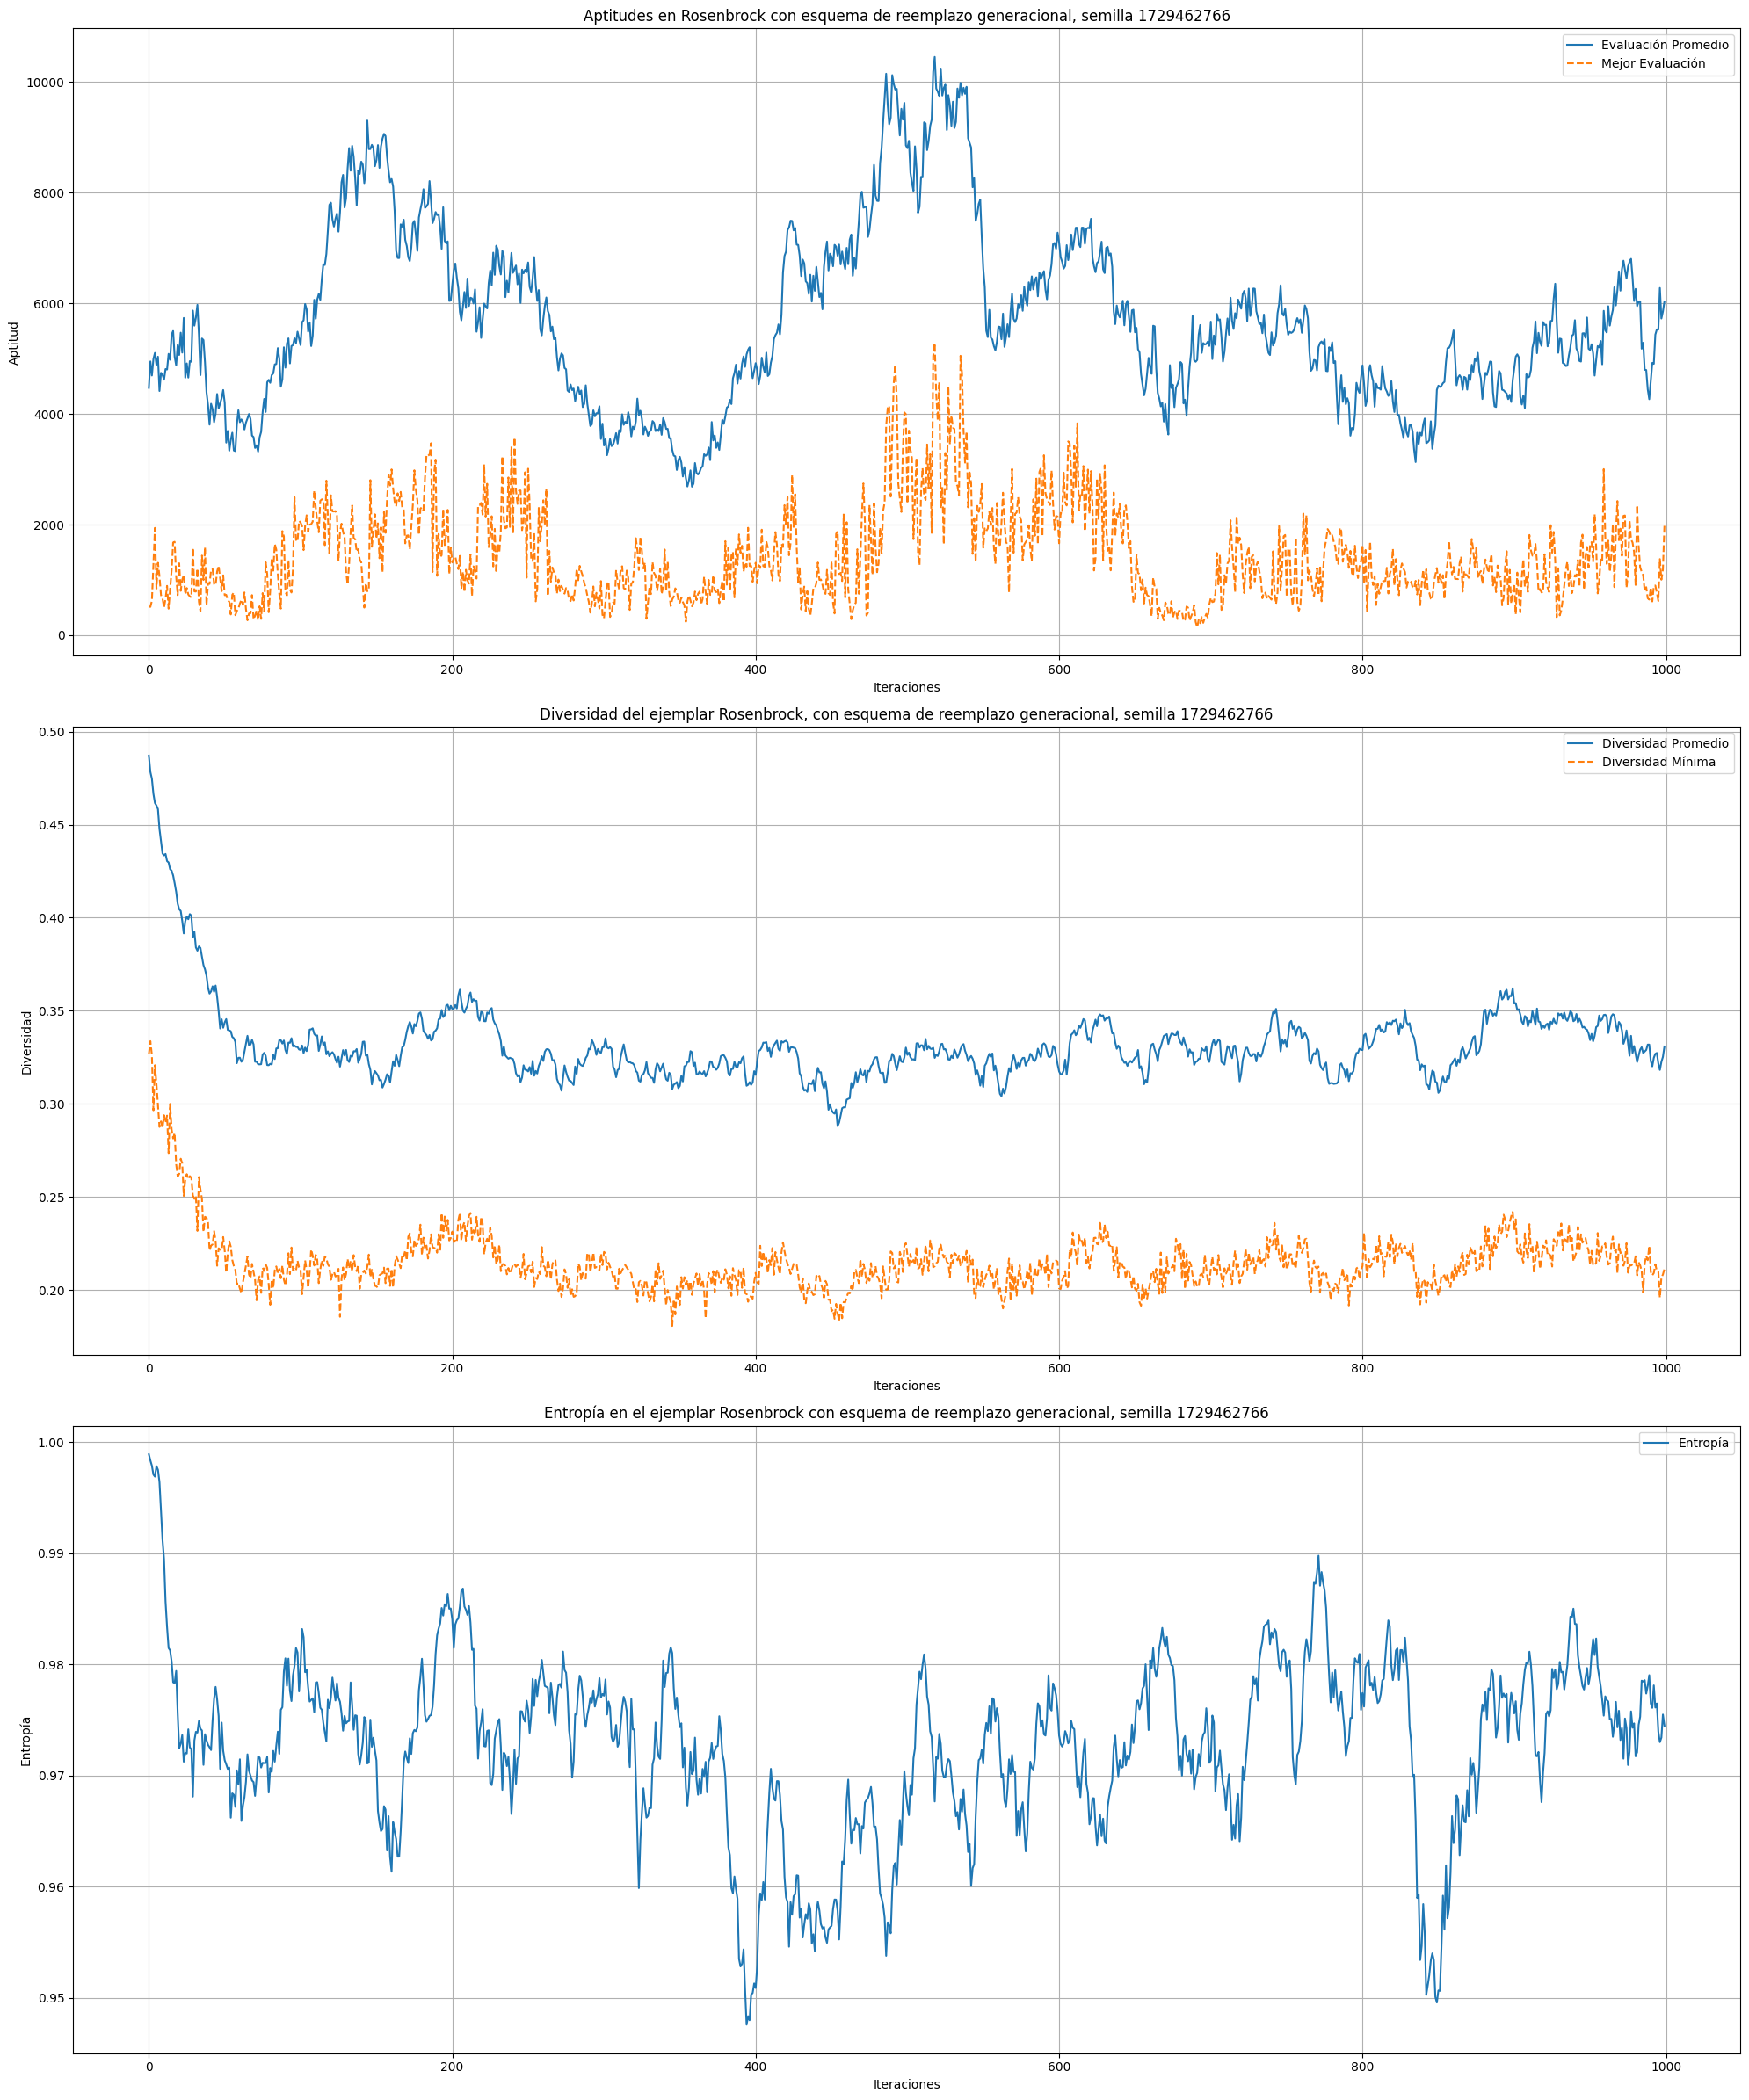 Aptitudes en Rosenbrock con esquema de reemplazo generacional, semilla 1729462766
Evaluación Promedio
Mejor Evaluación
10000
8000
6000
4000
2000
0
Aptitud
0 200 400 600 800 1000
Iteraciones
Diversidad del ejemplar Rosenbrock, con esquema de reemplazo generacional, semilla 1729462766
Diversidad Promedio
Diversidad Mínima
0.50
0.45
0.40
0.35
0.30
0.25
0.20
Diversidad
0 200 400 600 800 1000
Iteraciones
Entropía en el ejemplar Rosenbrock con esquema de reemplazo generacional, semilla 1729462766
Entropía
1.00
0.99
0.98
0.97
0.96
0.95
Entropía
0 200 400 600 800 1000
Iteraciones